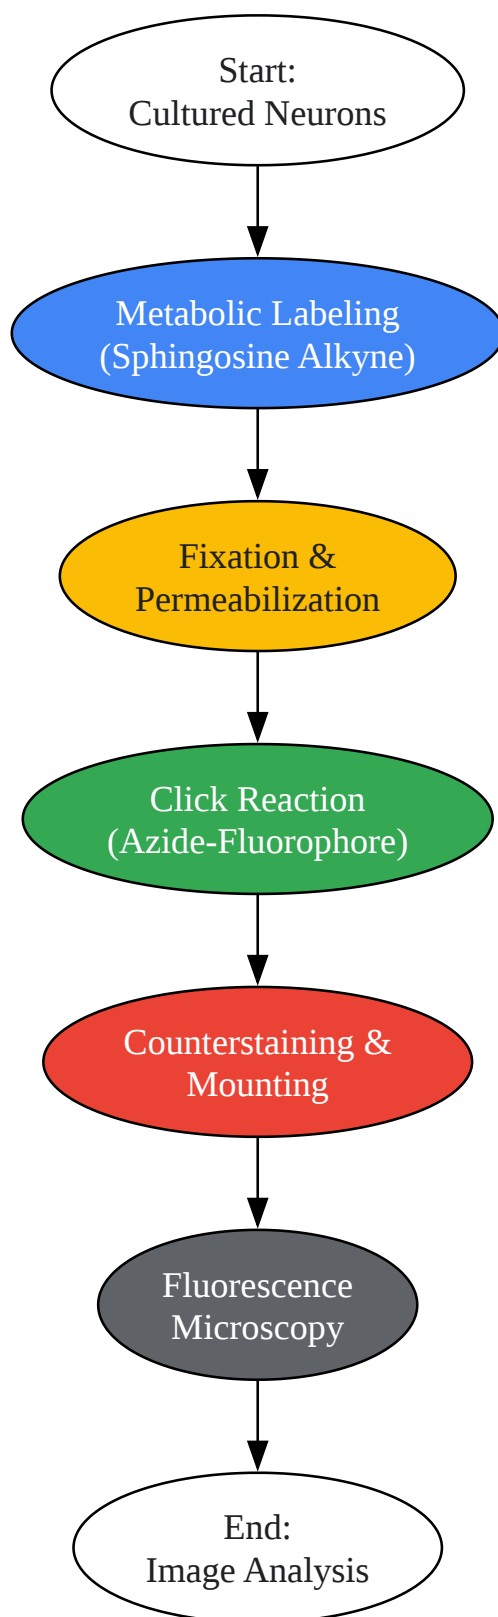 Start:
Cultured Neurons
Metabolic Labeling
(Sphingosine Alkyne)
Fixation &
Permeabilization
Click Reaction
(Azide-Fluorophore)
Counterstaining &
Mounting
Fluorescence
Microscopy
End:
Image Analysis